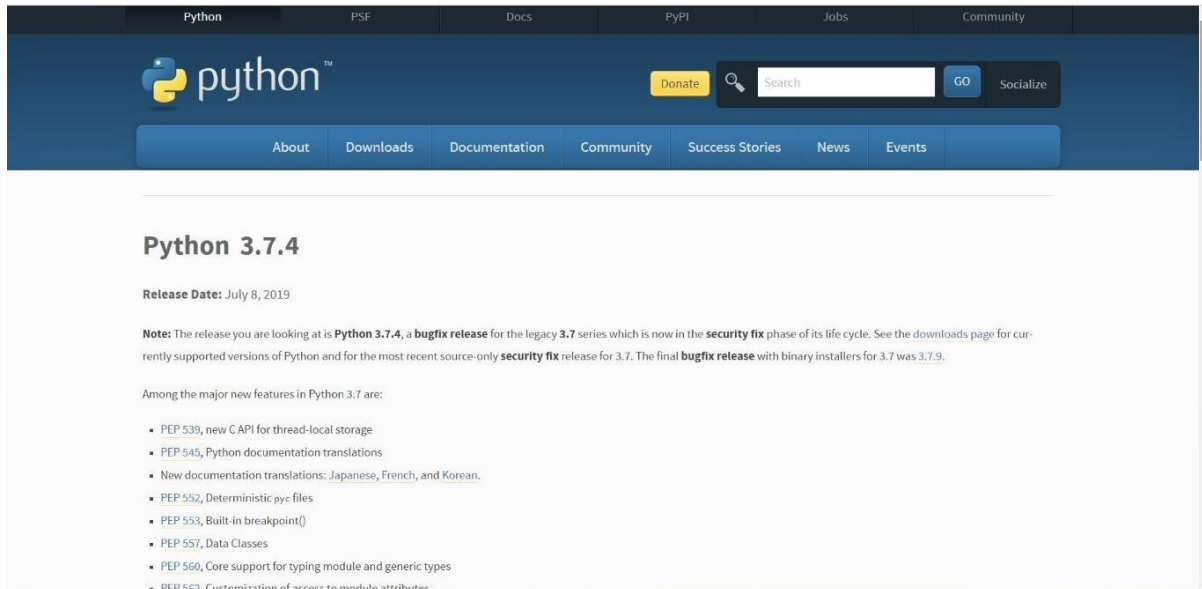 Python PSF Docs PyPI Jobs Community
python™
Donate Search GO Socialize
About Downloads Documentation Community Success Stories News Events
Python 3.7.4
Release Date: July 8, 2019
Note: The release you are looking at is Python 3.7.4, a bugfix release for the legacy 3.7 series which is now in the security fix phase of its life cycle. See the downloads page for cur-
rently supported versions of Python and for the most recent source-only security fix release for 3.7. The final bugfix release with binary installers for 3.7 was 3.7.9.
Among the major new features in Python 3.7 are:
▪ PEP 539, new C API for thread-local storage
▪ PEP 545, Python documentation translations
▪ New documentation translations: Japanese, French, and Korean.
▪ PEP 552, Deterministic pyc files
▪ PEP 553, Built-in breakpoint()
▪ PEP 557, Data Classes
▪ PEP 560, Core support for typing module and generic types
▪ PEP 562, Customization of access to module attributes